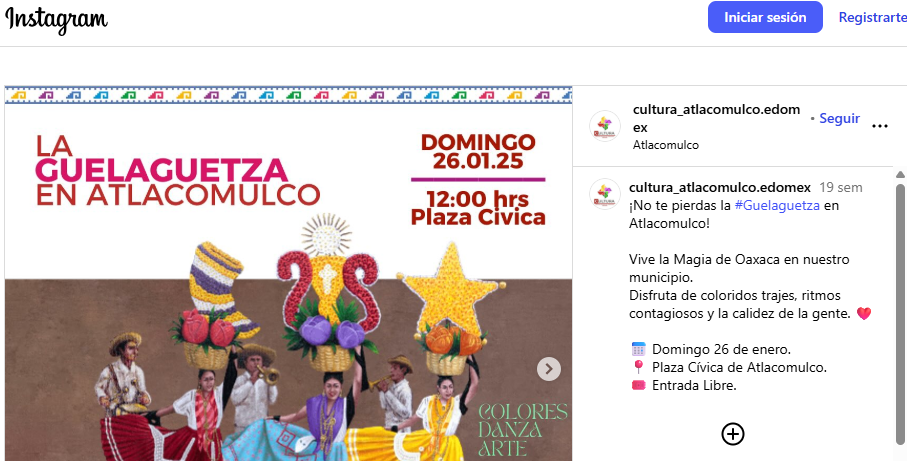 Instagram
Iniciar sesión
Registrarte
LA
GUELAGUETZA
EN ATLACOMULCO
DOMINGO
26.01.25
12:00 hrs
Plaza Civica
COLORES
DANZA
ARTE
cultura_atlacomulco.edom
ex
• Seguir
Atlacomulco
cultura_atlacomulco.edomex 19 sem
¡No te pierdas la #Guelaguetza en
Atlacomulco!
Vive la Magia de Oaxaca en nuestro
municipio.
Disfruta de coloridos trajes, ritmos
contagiosos y la calidez de la gente. ❤️
📅 Domingo 26 de enero.
📍 Plaza Cívica de Atlacomulco.
🎟️ Entrada Libre.